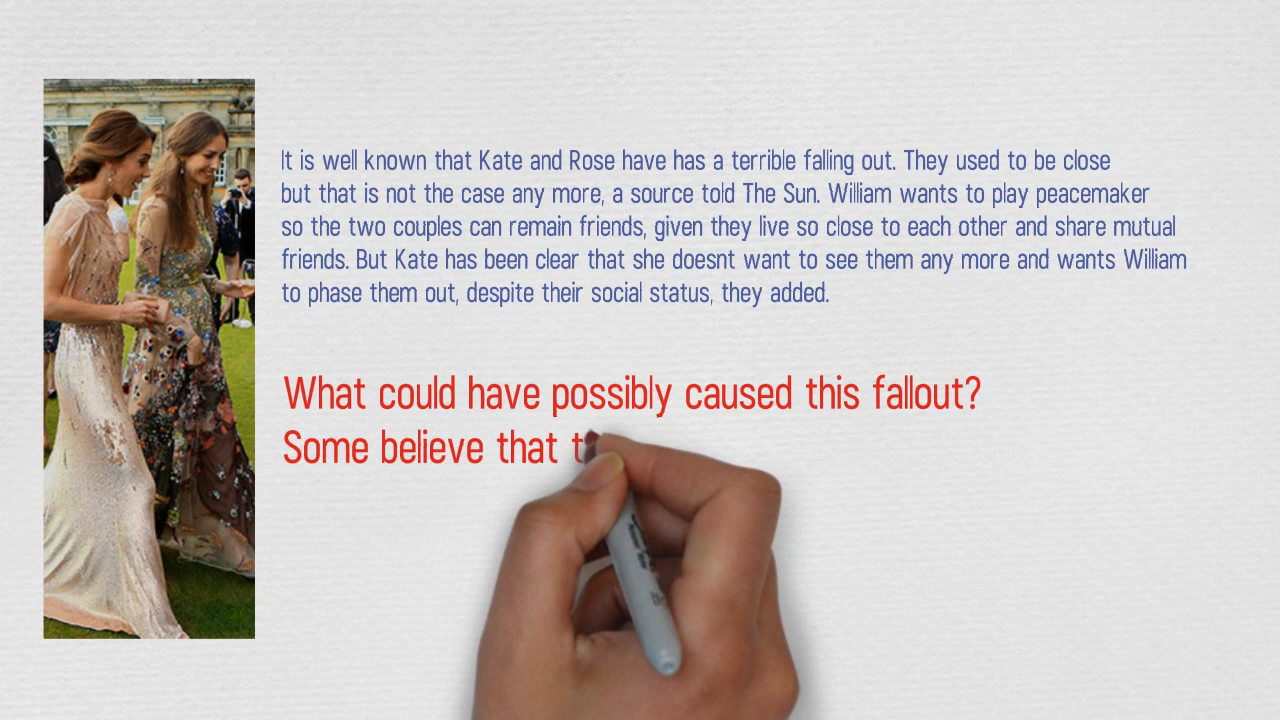 It is well known that Kate and Rose have has a terrible falling out. They used to be close
but that is not the case any more, a source told The Sun. William wants to play peacemaker
so the two couples can remain friends, given they live so close to each other and share mutual
friends. But Kate has been clear that she doesnt want to see them any more and wants William
to phase them out, despite their social status, they added.
What could have possibly caused this fallout?
Some believe that t